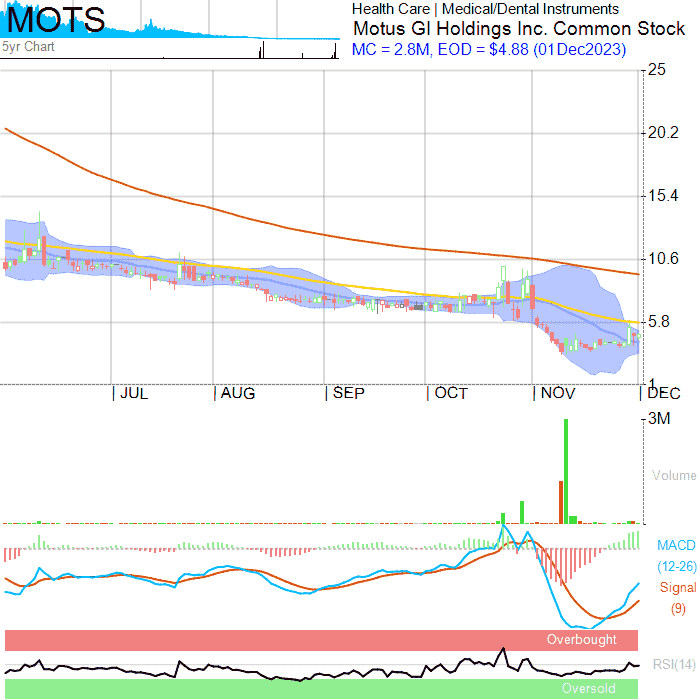 MOTS
5yr Chart
Health Care | Medical/Dental Instruments
Motus GI Holdings Inc. Common Stock
MC = 2.8M, EOD = $4.88 (01Dec2023)
25
20.2
15.4
10.6
5.8
1
JUL
AUG
SEP
OCT
NOV
DEC
3M
Volume
MACD
(12-26)
Signal
(9)
Overbought
RSI(14)
Oversold